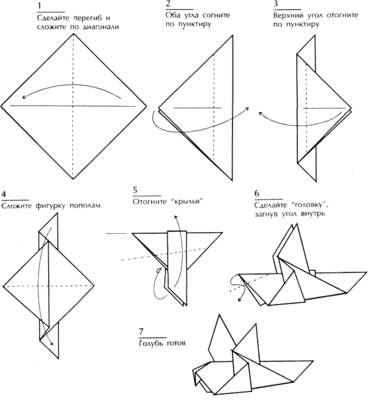 1
Сделайте перегиб и
сложите по диагонали
2
Оба угла согните
по пунктиру
3
Верхний угол отогните
по пунктиру
4
Сложите фигурку пополам
5
Отогните "крылья"
6
Сделайте "головку",
загнув угол внутрь
7
Голубь готов